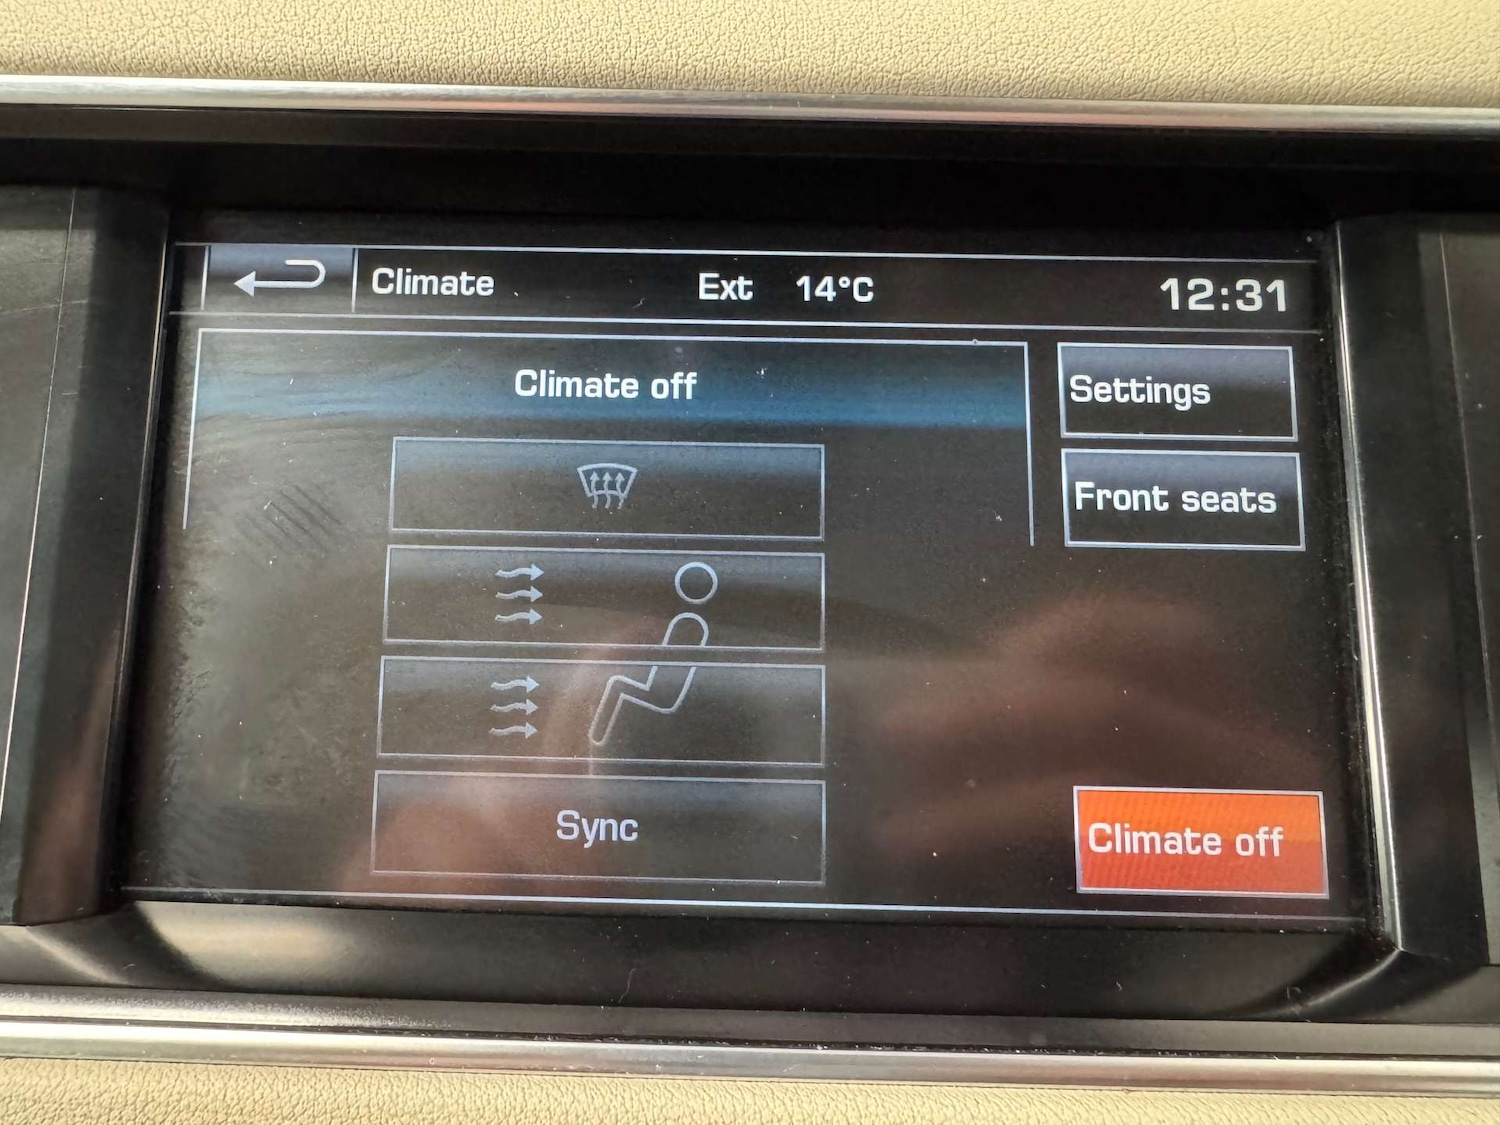 Climate Ext 14°C 12:31
Climate off
Settings
Front seats
Sync
Climate off